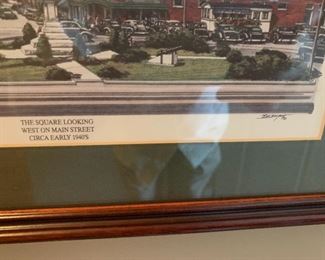 THE SQUARE LOOKING
WEST ON MAIN STREET
CIRCA EARLY 1940'S